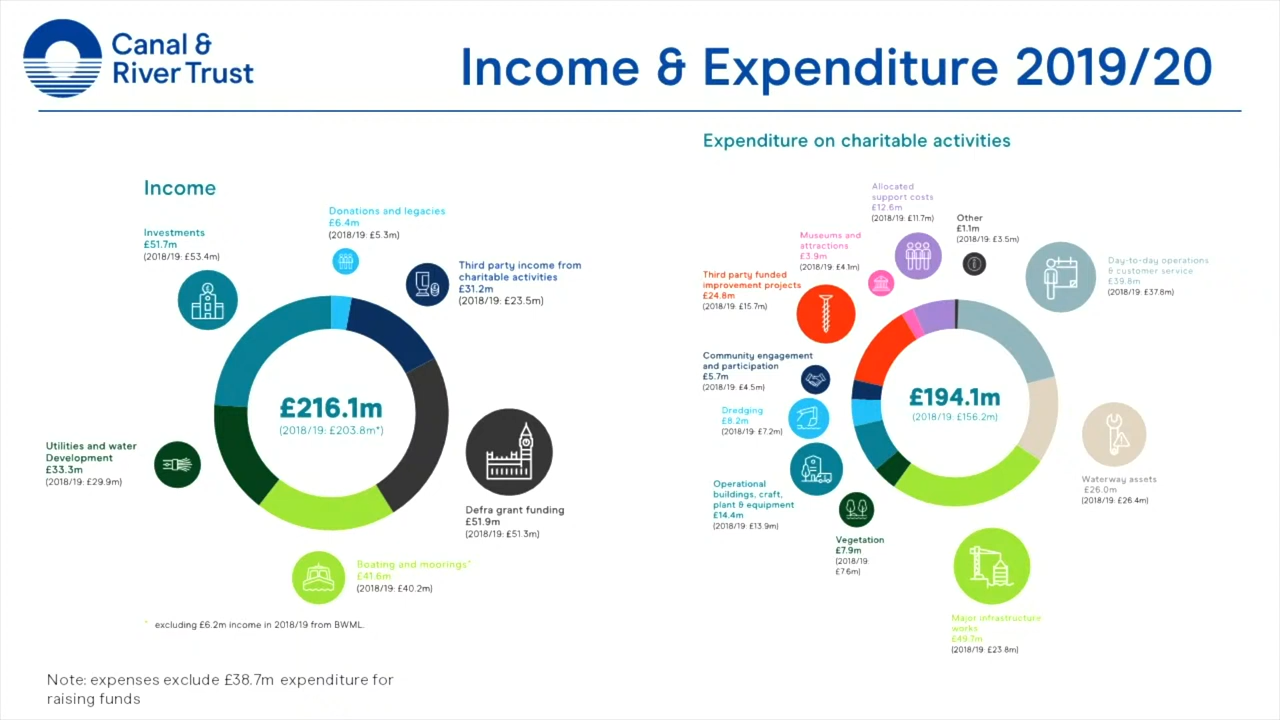 Canal &
River Trust
Income & Expenditure 2019/20
Income
Donations and legacies
£6.4m
(2018/19: £5.3m)
Investments
£51.7m
(2018/19: £53.4m)
Third party income from
charitable activities
£31.2m
(2018/19: £23.5m)
£216.1m
(2018/19: £203.8m*)
Utilities and water
Development
£33.3m
(2018/19: £29.9m)
Defra grant funding
£51.9m
(2018/19: £51.3m)
Boating and moorings*
£41.6m
(2018/19: £40.2m)
* excluding £6.2m income in 2018/19 from BWML.
Note: expenses exclude £38.7m expenditure for
raising funds
Expenditure on charitable activities
Allocated
support costs
£12.6m
(2018/19: £11.7m)
Other
£1.1m
(2018/19: £3.5m)
Museums and
attractions
£3.9m
(2018/19: £4.1m)
Day-to-day operations
& customer service
£39.8m
(2018/19: £37.8m)
Third party funded
improvement projects
£24.8m
(2018/19: £15.7m)
Community engagement
and participation
£5.7m
(2018/19: £4.5m)
£194.1m
(2018/19: £156.2m)
Dredging
£8.2m
(2018/19: £7.2m)
Waterway assets
£26.0m
(2018/19: £26.4m)
Operational
buildings, craft,
plant & equipment
£14.4m
(2018/19: £13.9m)
Vegetation
£7.9m
(2018/19:
£7.6m)
Major infrastructure
works
£49.7m
(2018/19: £23.8m)